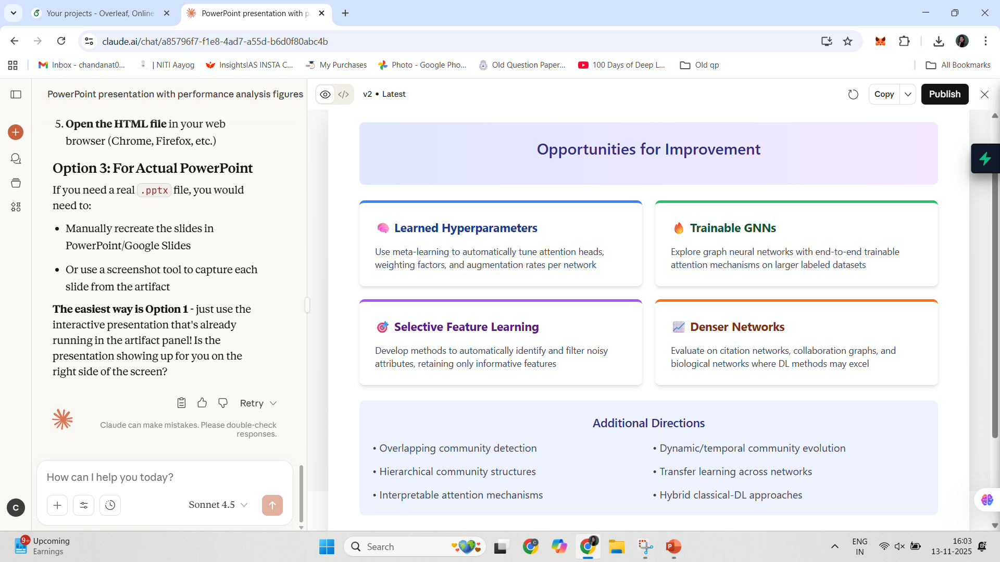 Your projects - Overleaf, Online
PowerPoint presentation with p
claude.ai/chat/a85796f7-f1e8-4ad7-a55d-b6d0f80abc4b
Inbox - chandanat0...
| NITI Aayog
InsightsIAS INSTA C...
My Purchases
Photo - Google Pho...
Old Question Paper...
100 Days of Deep L...
Old qp
All Bookmarks
PowerPoint presentation with performance analysis figures
v2 • Latest
Copy
Publish
5. Open the HTML file in your web
browser (Chrome, Firefox, etc.)
Option 3: For Actual PowerPoint
If you need a real .pptx file, you would
need to:
• Manually recreate the slides in
PowerPoint/Google Slides
• Or use a screenshot tool to capture each
slide from the artifact
The easiest way is Option 1 - just use the
interactive presentation that's already
running in the artifact panel! Is the
presentation showing up for you on the
right side of the screen?
Retry
Claude can make mistakes. Please double-check
responses.
How can I help you today?
Sonnet 4.5
C
Opportunities for Improvement
Learned Hyperparameters
Use meta-learning to automatically tune attention heads,
weighting factors, and augmentation rates per network
Trainable GNNs
Explore graph neural networks with end-to-end trainable
attention mechanisms on larger labeled datasets
Selective Feature Learning
Develop methods to automatically identify and filter noisy
attributes, retaining only informative features
Denser Networks
Evaluate on citation networks, collaboration graphs, and
biological networks where DL methods may excel
Additional Directions
• Overlapping community detection
• Dynamic/temporal community evolution
• Hierarchical community structures
• Transfer learning across networks
• Interpretable attention mechanisms
• Hybrid classical-DL approaches
9+
Upcoming
Earnings
Search
ENG
IN
16:03
13-11-2025